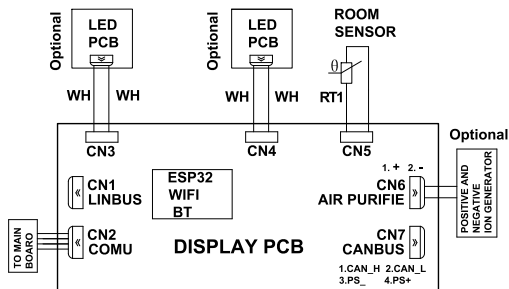 Optional
LED
PCB
WH
WH
CN3
Optional
LED
PCB
WH
WH
CN4
ROOM
SENSOR
θ
RT1
CN5
CN1
LINBUS
ESP32
WIFI
BT
1. + 2. -
CN6
AIR PURIFIE
Optional
POSITIVE AND
NEGATIVE
ION GENERATOR
TO MAIN
BOARD
CN2
COMU
DISPLAY PCB
CN7
CANBUS
1.CAN_H 2.CAN_L
3.PS_ 4.PS+